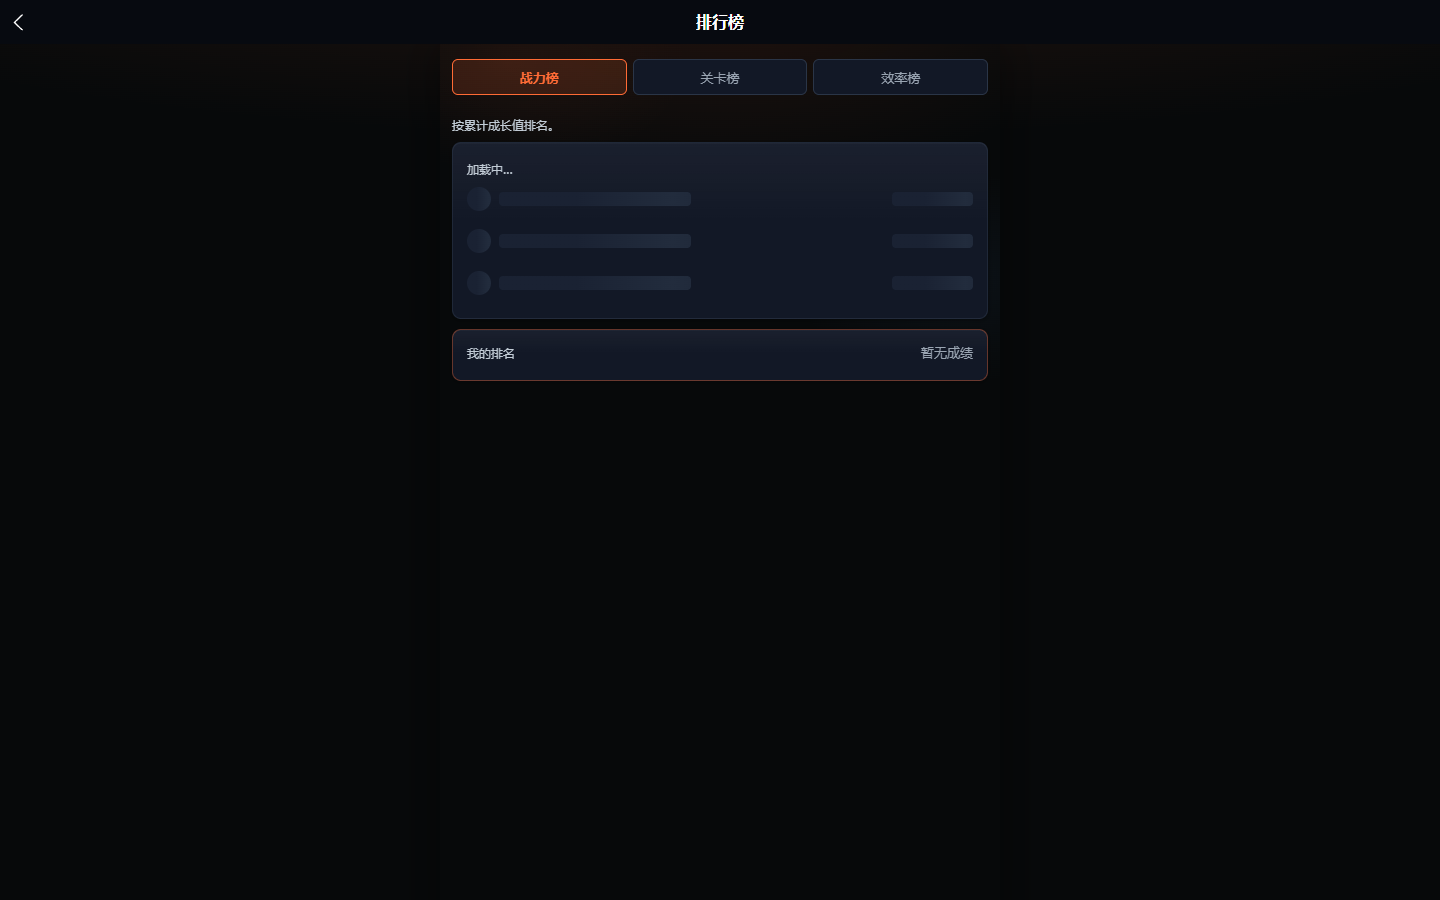 排行榜
战力榜
关卡榜
效率榜
按累计成长值排名。
加载中...
我的排名
暂无成绩